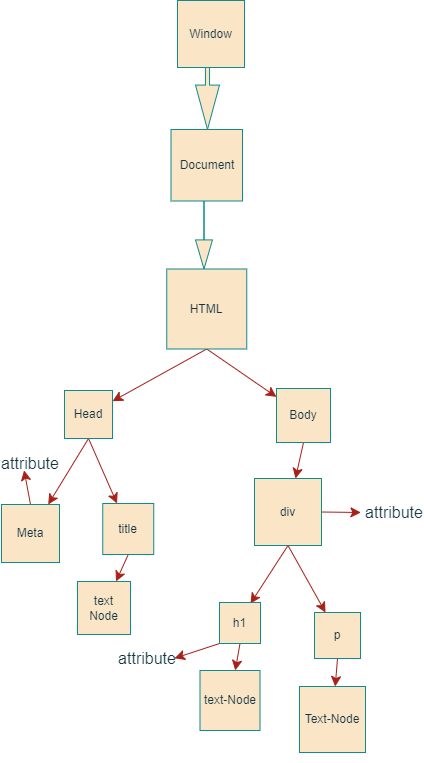 Window
Document
HTML
Head
Body
attribute
Meta
title
div
attribute
text
Node
h1
p
attribute
text-Node
Text-Node